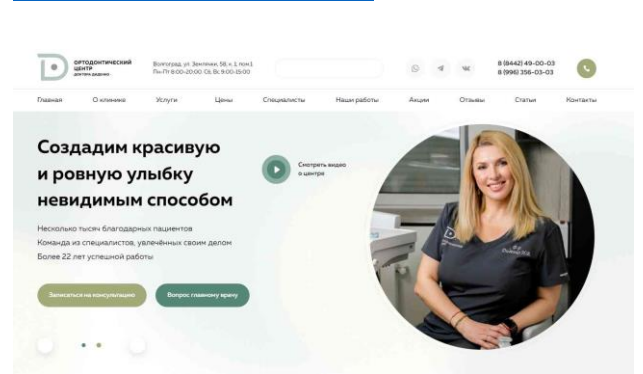 ОРТОДОНТИЧЕСКИЙ
ЦЕНТР
ДОКТОРА ДИДЕНКО
Волгоград, ул. Землячки, 58, к. 1, пом.1
Пн-Пт 8:00-20:00 Сб, Вс 9:00-15:00
8 (8442) 49-00-03
8 (996) 356-03-03
Главная О клинике Услуги Цены Специалисты Наши работы Акции Отзывы Статьи Контакты
Создадим красивую
и ровную улыбку
невидимым способом
Смотреть видео
о центре
Несколько тысяч благодарных пациентов
Команда из специалистов, увлечённых своим делом
Более 22 лет успешной работы
Записаться на консультацию Вопрос главному врачу